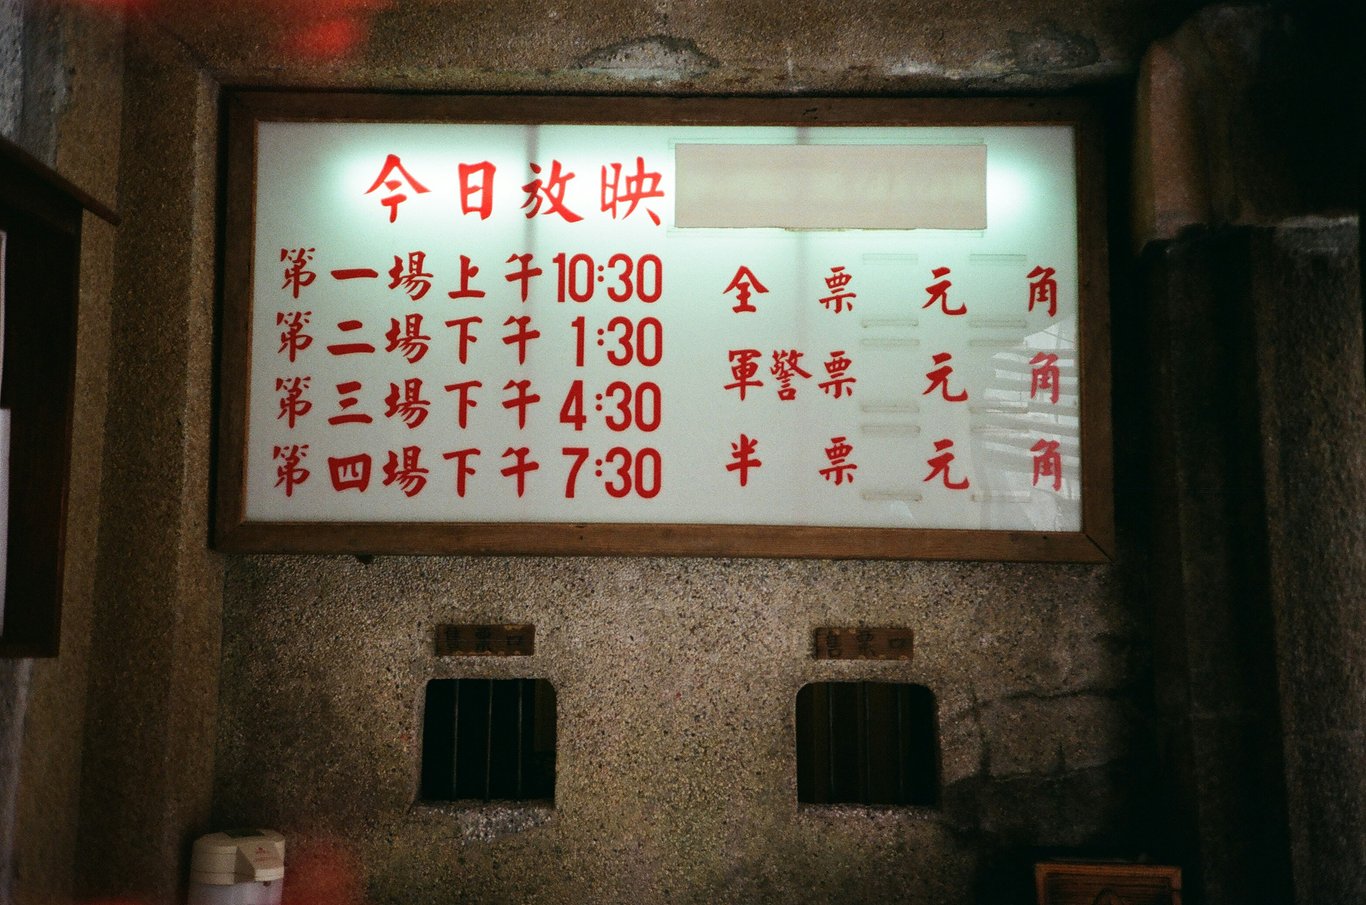 今日放映
第一場上午10:30
第二場下午1:30
第三場下午4:30
第四場下午7:30
全票 元 角
軍警票 元 角
半票 元 角
售票口
售票口